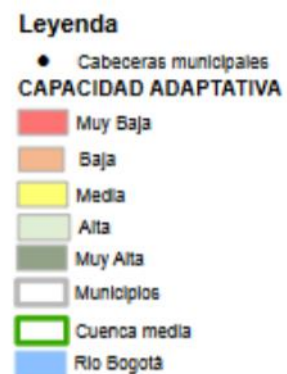 Leyenda
Cabeceras municipales
CAPACIDAD ADAPTATIVA
Muy Baja
Baja
Media
Alta
Muy Alta
Municipios
Cuenca media
Rio Bogotá